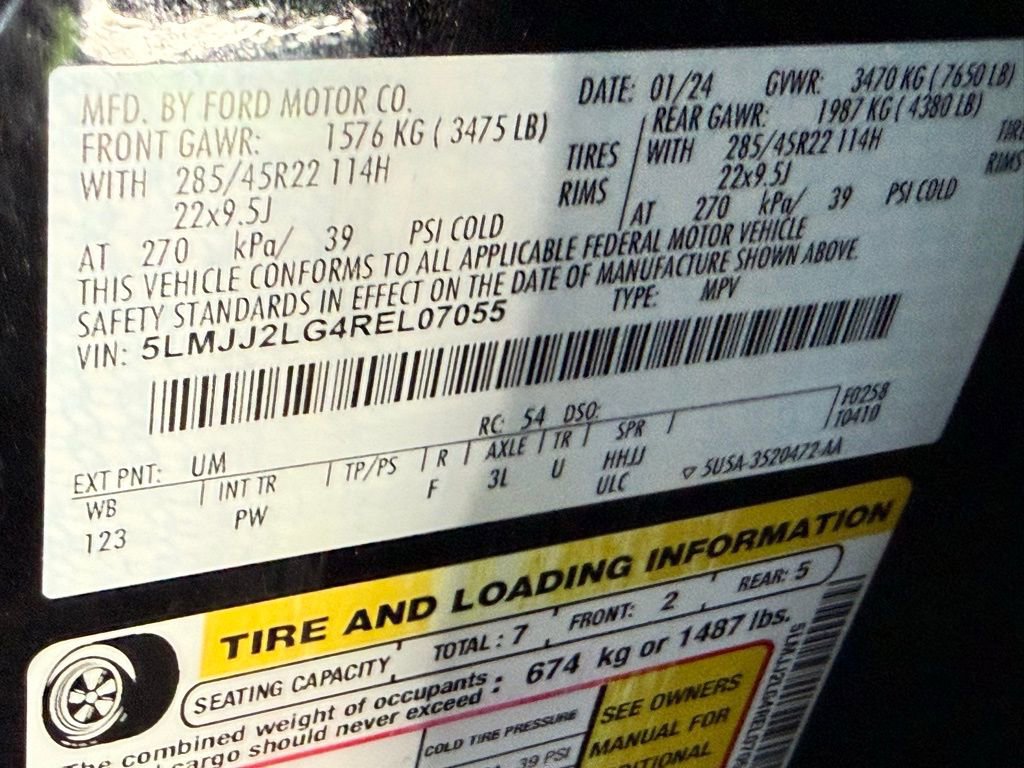 MFD. BY FORD MOTOR CO. DATE: 01/24 GVWR: 3470 KG ( 7650 LB)
FRONT GAWR: 1576 KG ( 3475 LB) REAR GAWR: 1987 KG ( 4380 LB)
WITH 285/45R22 114H TIRES WITH 285/45R22 114H
22x9.5J RIMS 22x9.5J RIMS
AT 270 kPa/ 39 PSI COLD AT 270 kPa/ 39 PSI COLD
THIS VEHICLE CONFORMS TO ALL APPLICABLE FEDERAL MOTOR VEHICLE
SAFETY STANDARDS IN EFFECT ON THE DATE OF MANUFACTURE SHOWN ABOVE.
VIN: 5LMJJ2LG4REL07055 TYPE: MPV
EXT PNT: UM RC: 54 DSO: F0258
T0410
WB INT TR TP/PS R AXLE TR SPR
123 PW F 3L U HHJJ
ULC 5U5A-3520472-AA
TIRE AND LOADING INFORMATION
SEATING CAPACITY TOTAL : 7 FRONT: 2 REAR: 5
The combined weight of occupants : 674 kg or 1487 lbs.
cargo should never exceed
COLD TIRE PRESSURE
39 PSI
SEE OWNERS
MANUAL FOR